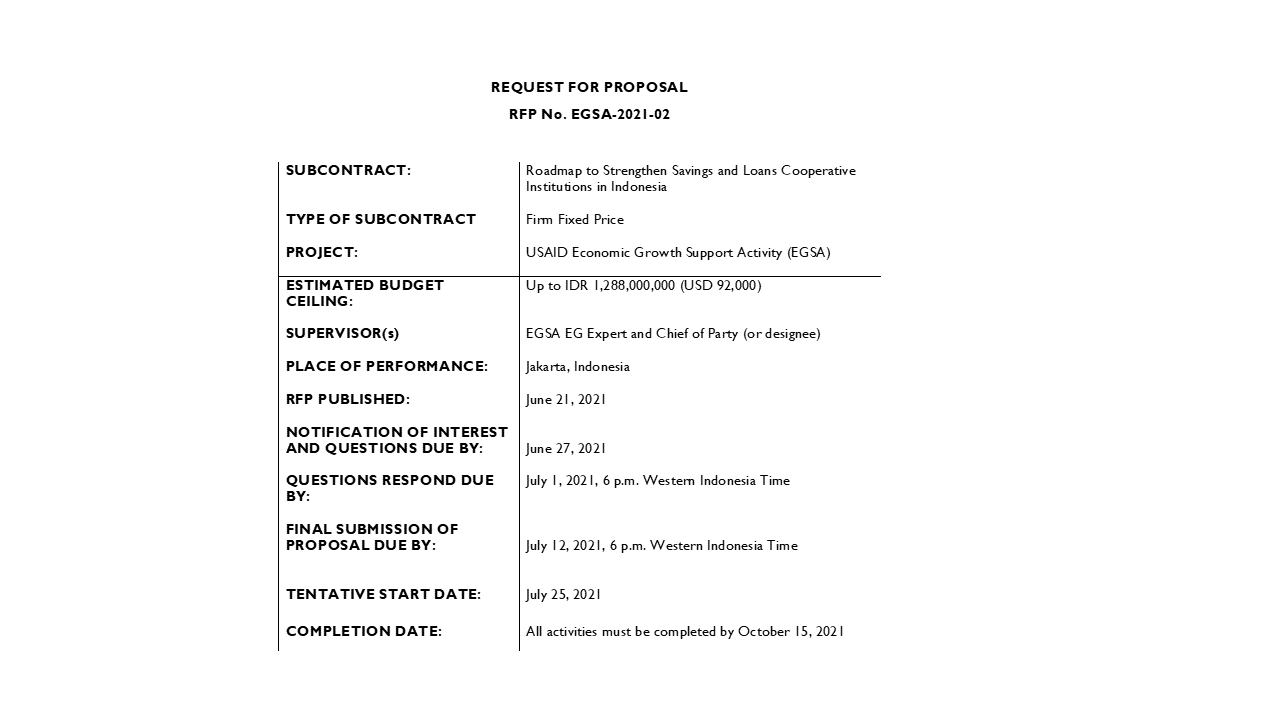 REQUEST FOR PROPOSAL
RFP No. EGSA-2021-02
SUBCONTRACT:
Roadmap to Strengthen Savings and Loans Cooperative
Institutions in Indonesia
TYPE OF SUBCONTRACT
Firm Fixed Price
PROJECT:
USAID Economic Growth Support Activity (EGSA)
ESTIMATED BUDGET
CEILING:
Up to IDR 1,288,000,000 (USD 92,000)
SUPERVISOR(s)
EGSA EG Expert and Chief of Party (or designee)
PLACE OF PERFORMANCE:
Jakarta, Indonesia
RFP PUBLISHED:
June 21, 2021
NOTIFICATION OF INTEREST
AND QUESTIONS DUE BY:
June 27, 2021
QUESTIONS RESPOND DUE
BY:
July 1, 2021, 6 p.m. Western Indonesia Time
FINAL SUBMISSION OF
PROPOSAL DUE BY:
July 12, 2021, 6 p.m. Western Indonesia Time
TENTATIVE START DATE:
July 25, 2021
COMPLETION DATE:
All activities must be completed by October 15, 2021